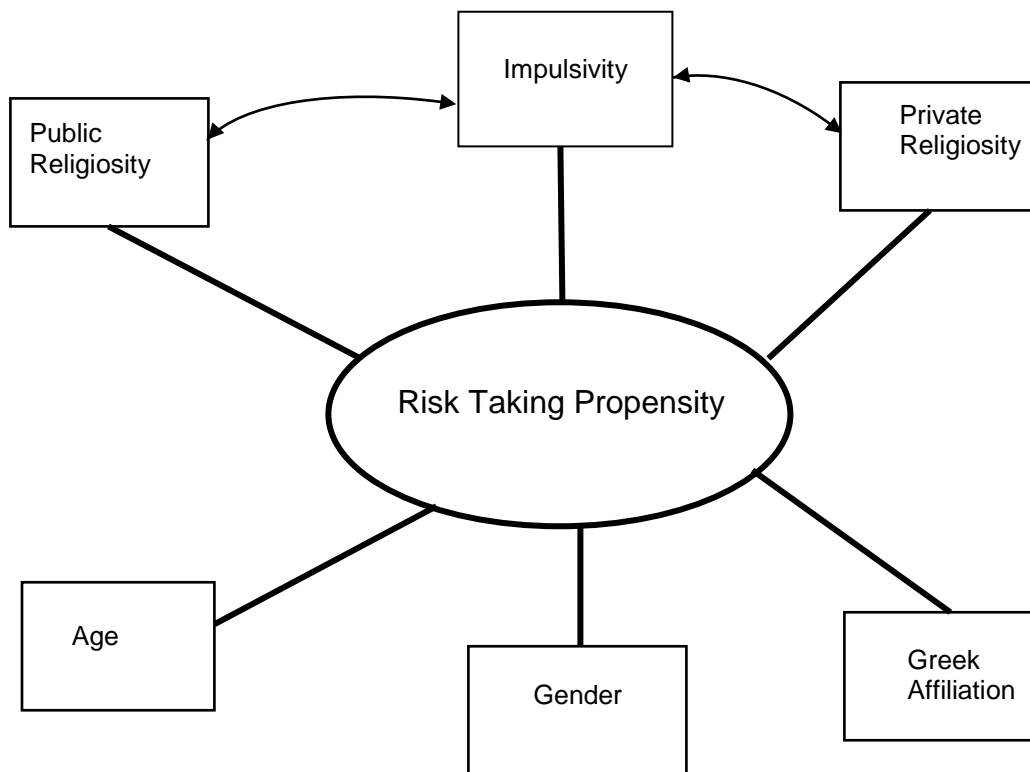 Impulsivity
Public
Religiosity
Private
Religiosity
Risk Taking Propensity
Age
Gender
Greek
Affiliation